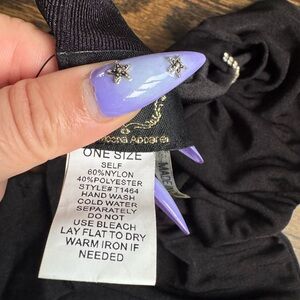 Apparel
ONE SIZE
SELF
60%NYLON
40%POLYESTER
STYLE# T1464
HAND WASH
COLD WATER
SEPARATELY
DO NOT
USE BLEACH
LAY FLAT TO DRY
WARM IRON IF
NEEDED